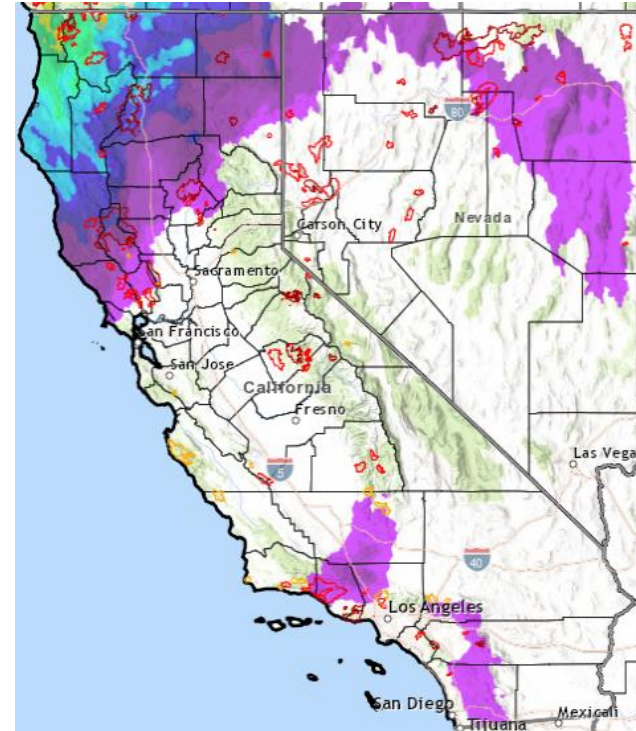 80
Carson City
Nevada
Sacramento
San Francisco
San Jose
California
Fresno
5
Las Vega
40
Los Angeles
San Diego
Mexicali
Tijuana